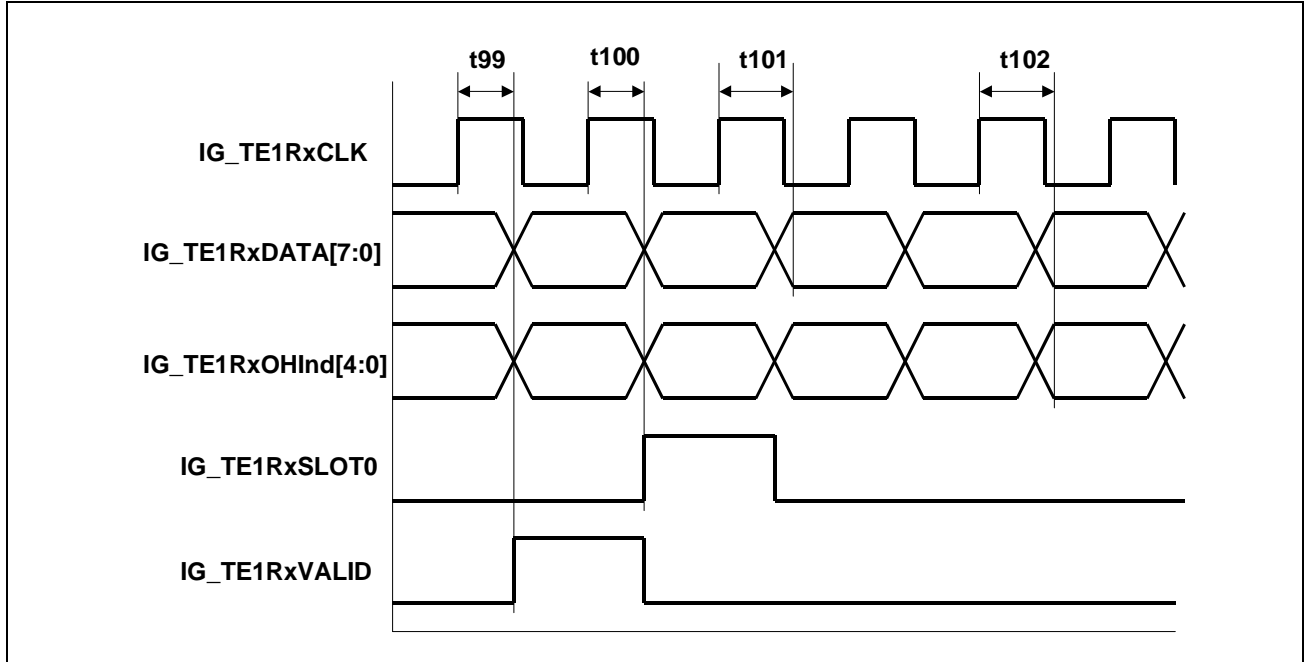 t99 t100 t101 t102
IG_TE1RxCLK
IG_TE1RxDATA[7:0]
IG_TE1RxOHInd[4:0]
IG_TE1RxSLOT0
IG_TE1RxVALID